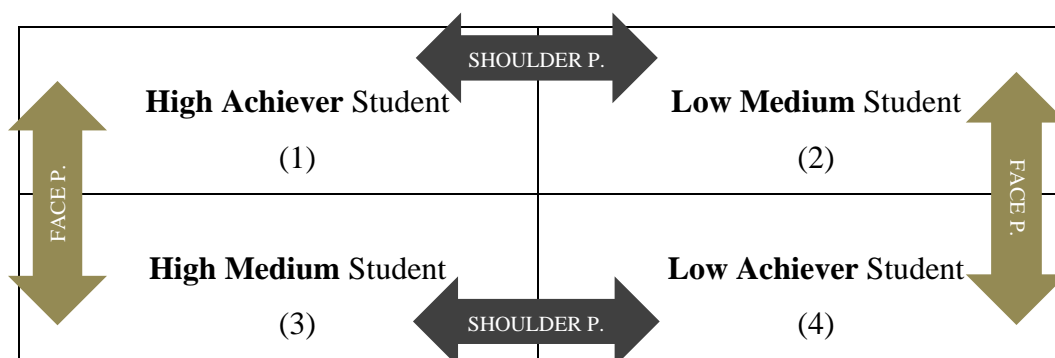 SHOULDER P.
High Achiever Student
Low Medium Student
(1)
(2)
FACE P.
FACE P.
High Medium Student
Low Achiever Student
(3)
SHOULDER P.
(4)